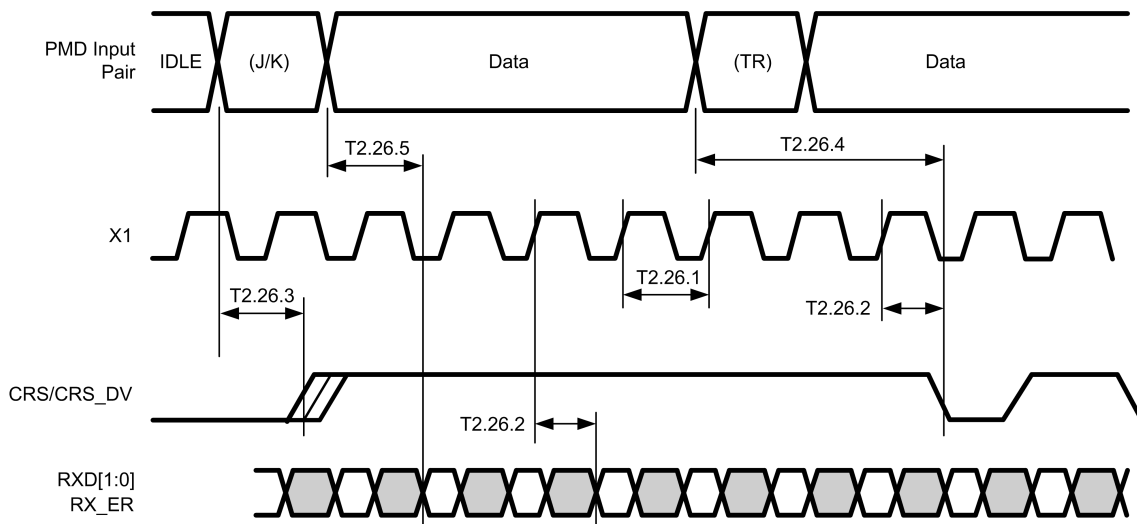 PMD Input
Pair
IDLE
(J/K)
Data
(TR)
Data
T2.26.5
T2.26.4
X1
T2.26.3
T2.26.1
T2.26.2
CRS/CRS_DV
T2.26.2
RXD[1:0]
RX_ER